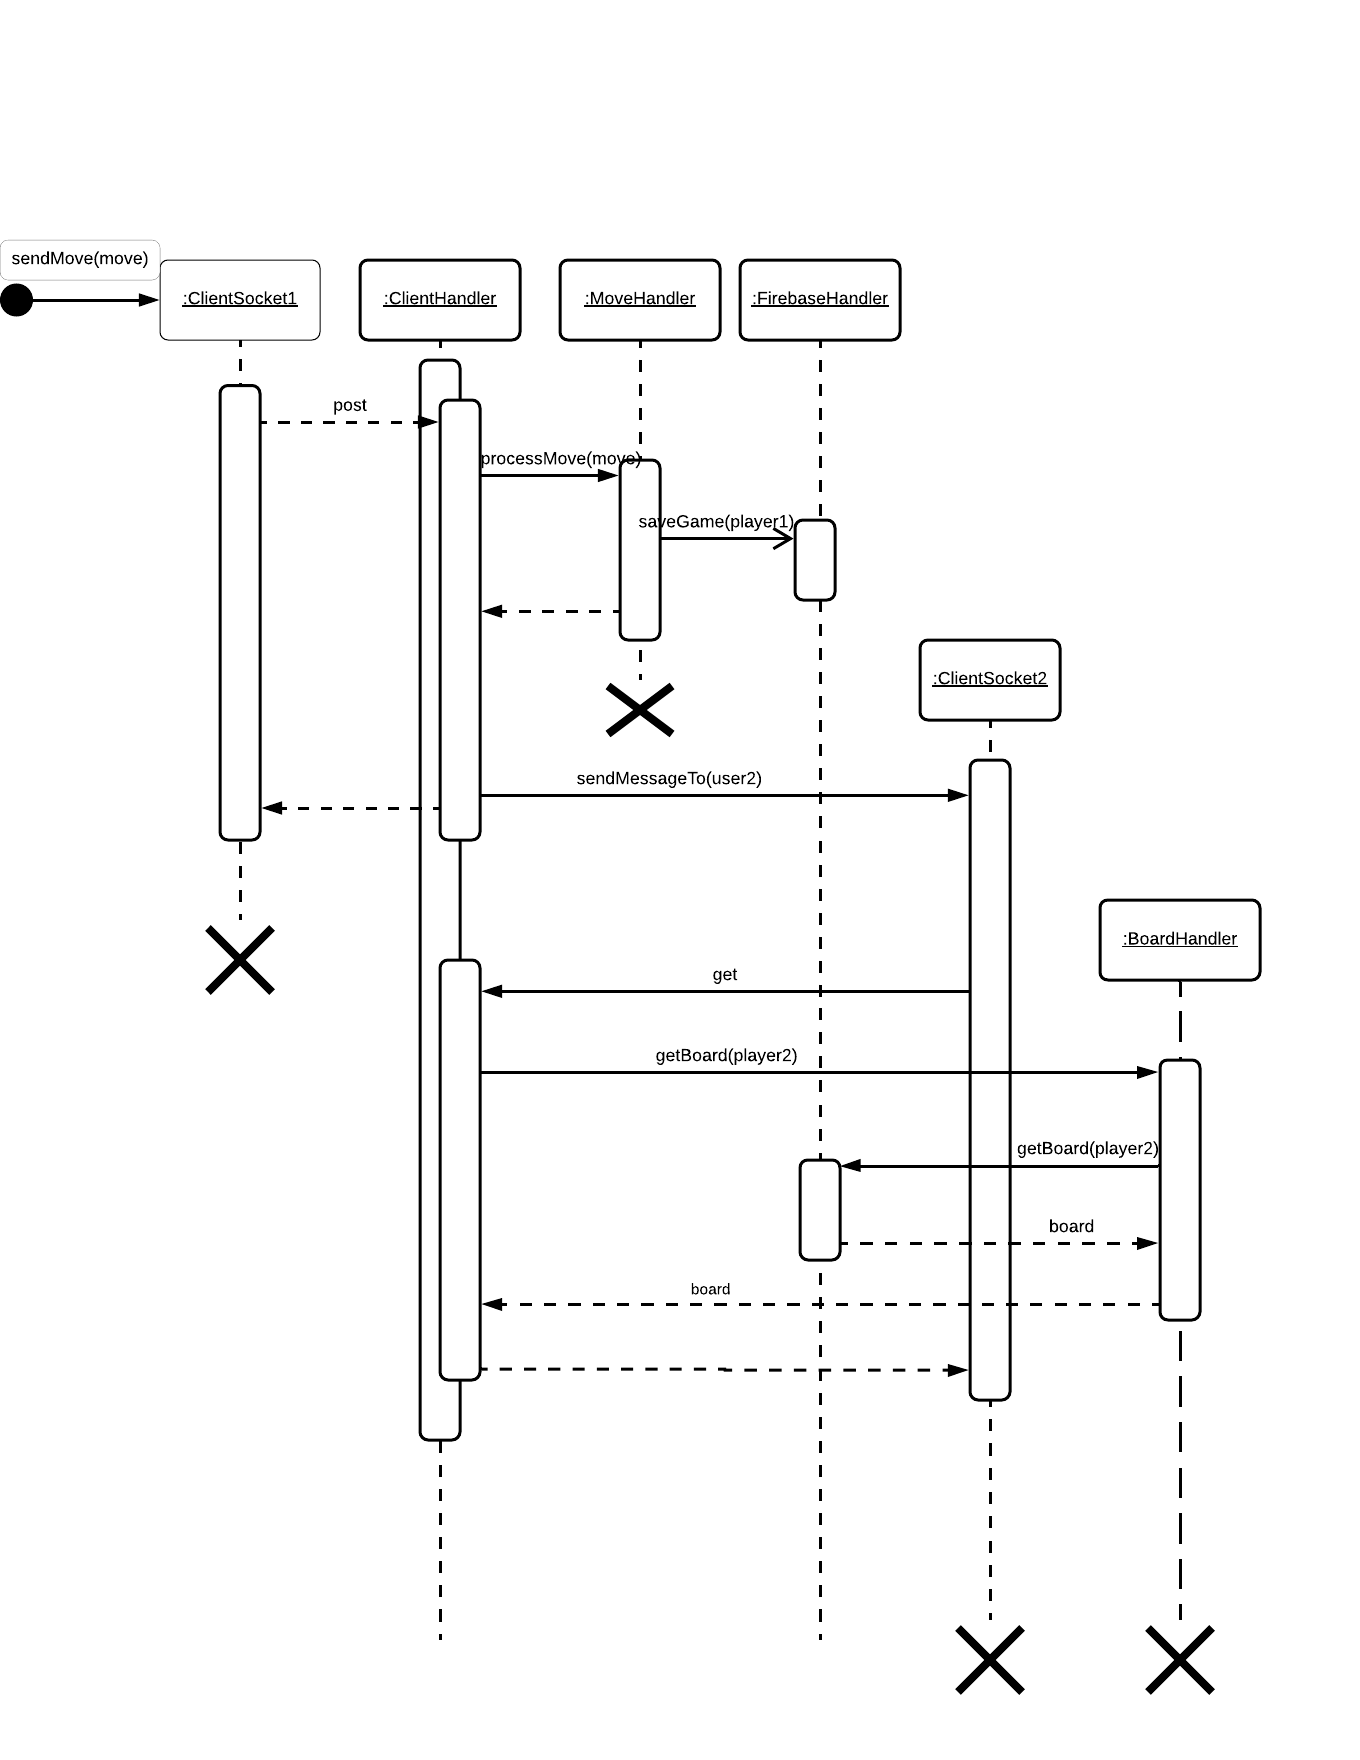 sendMove(move)
:ClientSocket1
:ClientHandler
:MoveHandler
:FirebaseHandler
post
processMove(move)
saveGame(player1)
:ClientSocket2
sendMessageTo(user2)
:BoardHandler
get
getBoard(player2)
getBoard(player2)
board
board